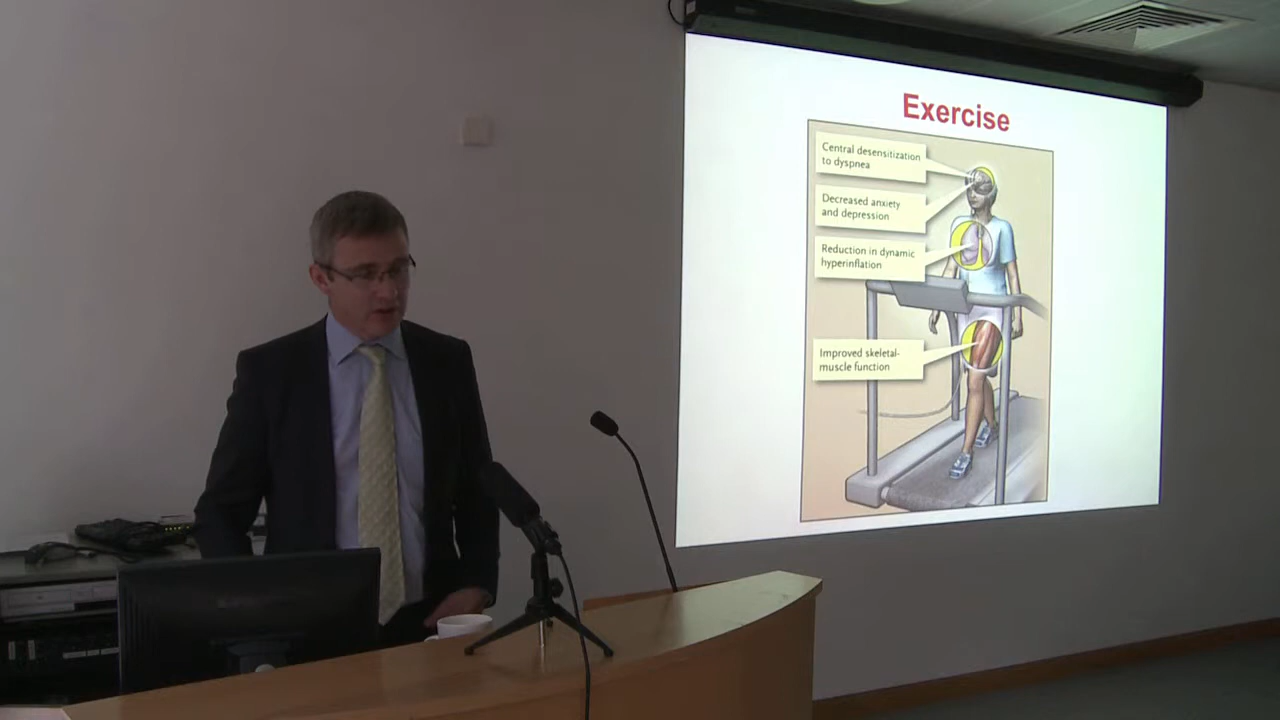 Exercise
Central desensitization
to dyspnea
Decreased anxiety
and depression
Reduction in dynamic
hyperinflation
Improved skeletal-
muscle function